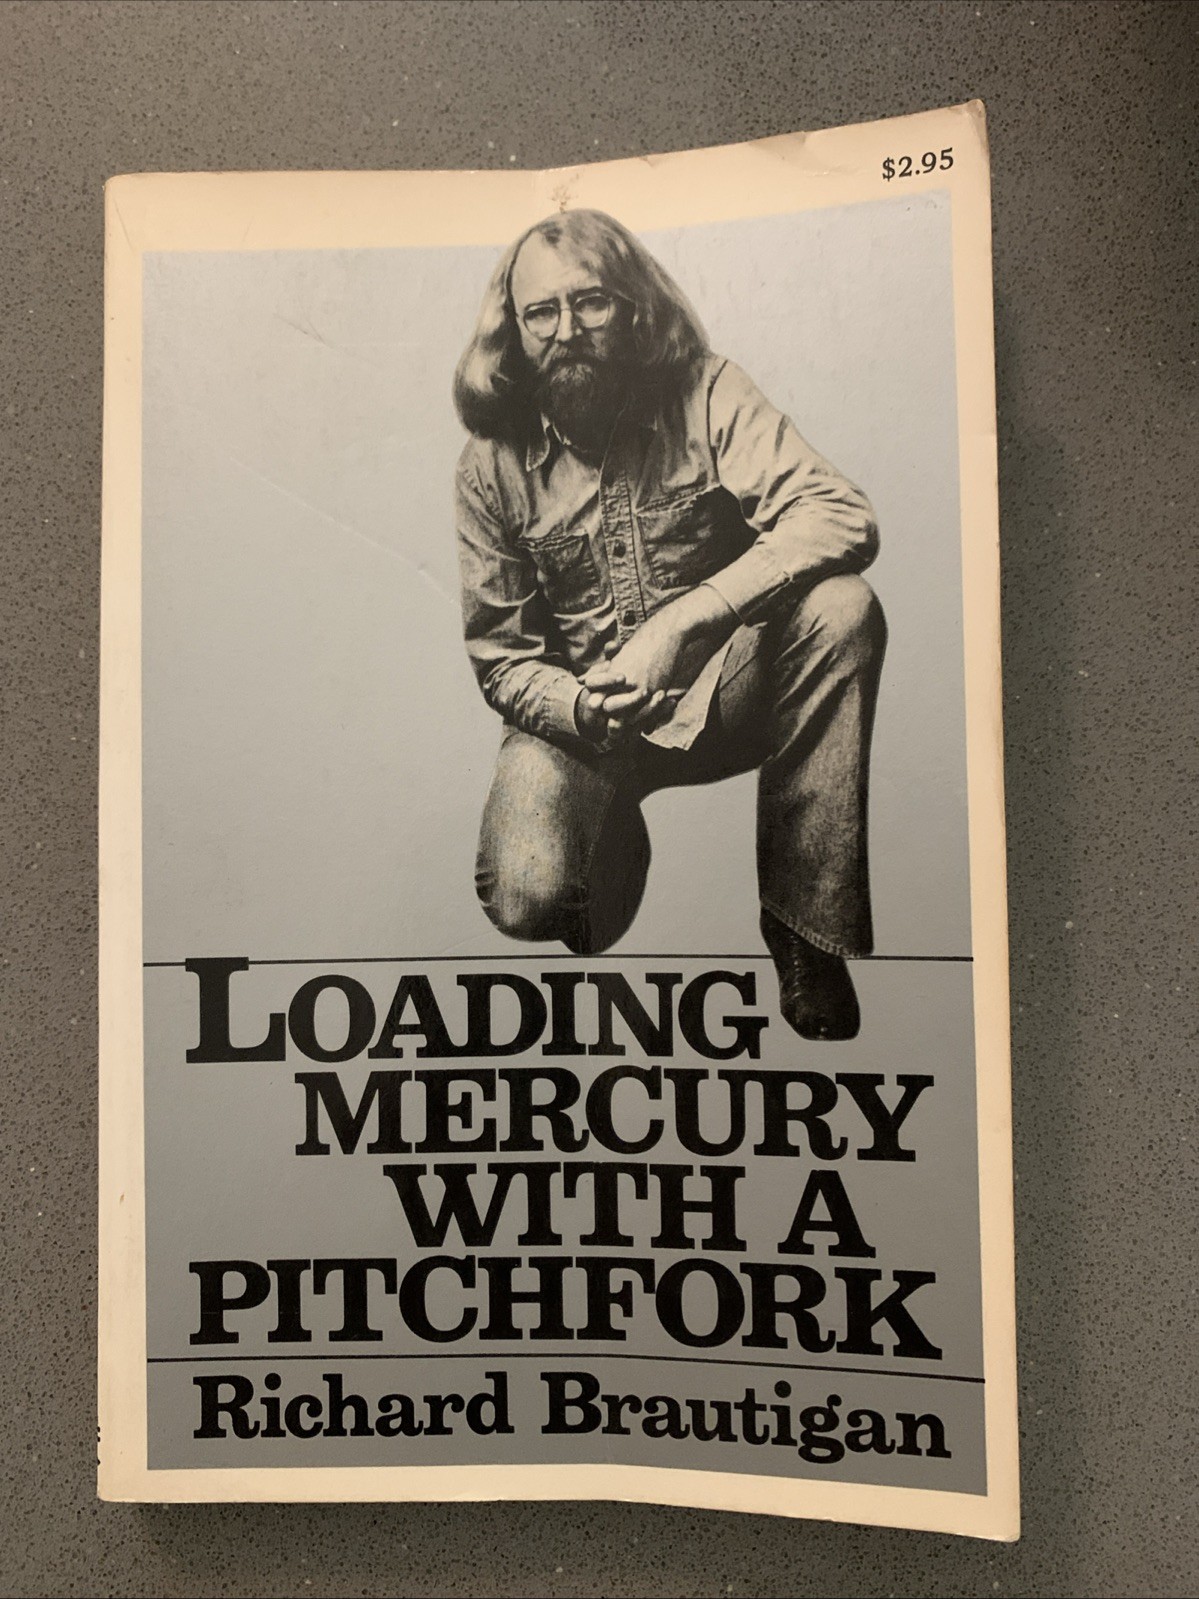 $2.95
LOADING
MERCURY
WITH A
PITCHFORK
Richard Brautigan